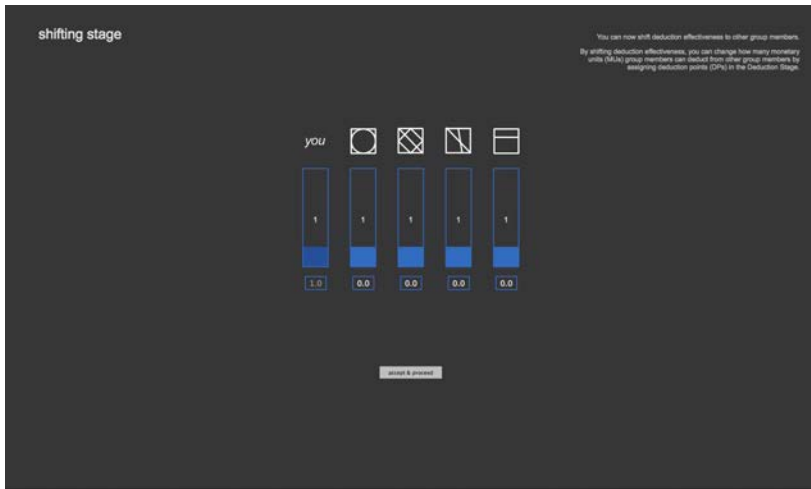 shifting stage
You can now shift deduction effectiveness to other group members.
By shifting deduction effectiveness, you can change how many monetary
units (MUs) group members can deduct from other group members by
assigning deduction points (DPs) in the Deduction Stage.
you
1 1 1 1 1
1.0 0.0 0.0 0.0 0.0
accept & proceed